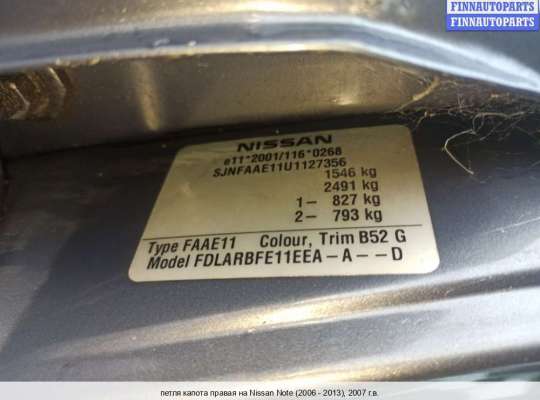 FINNAUTOPARTS
FINNAUTOPARTS
NISSAN
e11*2001/116*0268
SJNFAAE11U1127356
1546 kg
2491 kg
1- 827 kg
2- 793 kg
Type FAAE11 Colour, Trim B52 G
Model FDLARBFE11EEA-A--D
петля капота правая на Nissan Note (2006 - 2013), 2007 г.в.